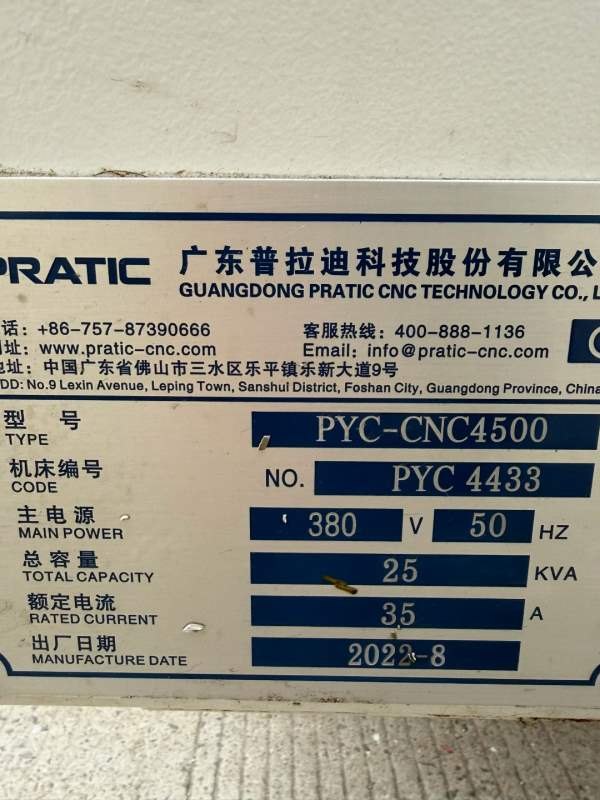 PRATIC 广东普拉迪科技股份有限公
GUANGDONG PRATIC CNC TECHNOLOGY CO., L
话: +86-757-87390666 客服热线: 400-888-1136
网址: www.pratic-cnc.com Email: info@pratic-cnc.com
地址: 中国广东省佛山市三水区乐平镇乐新大道9号
DD: No.9 Lexin Avenue, Leping Town, Sanshui District, Foshan City, Guangdong Province, China
型 号 PYC-CNC4500
TYPE
机床编号 NO. PYC 4433
CODE
主电源 380 V 50 HZ
MAIN POWER
总容量 25 KVA
TOTAL CAPACITY
额定电流 35 A
RATED CURRENT
出厂日期 2022-8
MANUFACTURE DATE